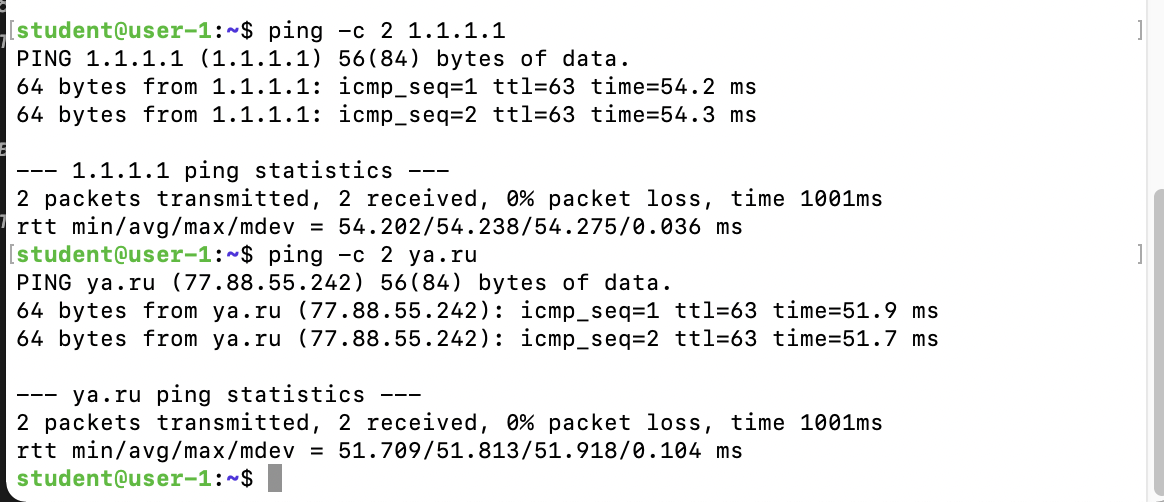 [student@user-1:~$ ping -c 2 1.1.1.1 ]
PING 1.1.1.1 (1.1.1.1) 56(84) bytes of data.
64 bytes from 1.1.1.1: icmp_seq=1 ttl=63 time=54.2 ms
64 bytes from 1.1.1.1: icmp_seq=2 ttl=63 time=54.3 ms
--- 1.1.1.1 ping statistics ---
2 packets transmitted, 2 received, 0% packet loss, time 1001ms
rtt min/avg/max/mdev = 54.202/54.238/54.275/0.036 ms
[student@user-1:~$ ping -c 2 ya.ru ]
PING ya.ru (77.88.55.242) 56(84) bytes of data.
64 bytes from ya.ru (77.88.55.242): icmp_seq=1 ttl=63 time=51.9 ms
64 bytes from ya.ru (77.88.55.242): icmp_seq=2 ttl=63 time=51.7 ms
--- ya.ru ping statistics ---
2 packets transmitted, 2 received, 0% packet loss, time 1001ms
rtt min/avg/max/mdev = 51.709/51.813/51.918/0.104 ms
student@user-1:~$